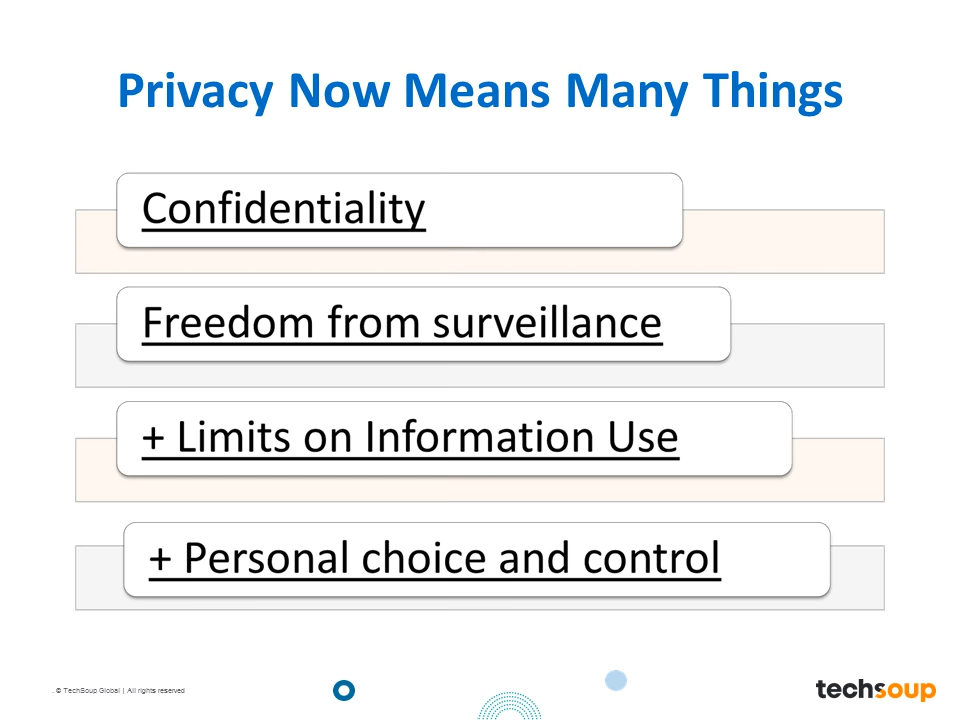 Privacy Now Means Many Things
Confidentiality
Freedom from surveillance
+ Limits on Information Use
+ Personal choice and control
. © TechSoup Global | All rights reserved
techsoup